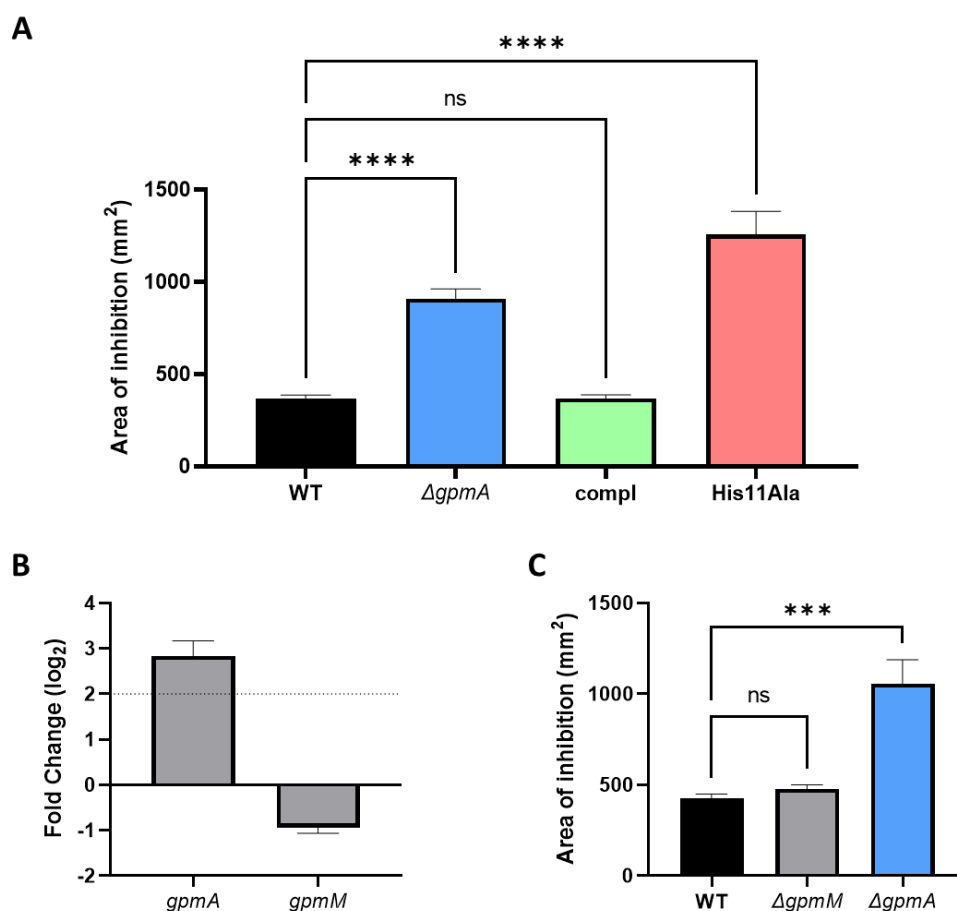 A
****
ns
****
Area of inhibition (mm²)
1500
1000
500
0
WT
ΔgpmA
compl
His11Ala
B
Fold Change (log₂)
4
3
2
1
0
-1
-2
gpmA
gpmM
C
***
ns
Area of inhibition (mm²)
1500
1000
500
0
WT
ΔgpmM
ΔgpmA